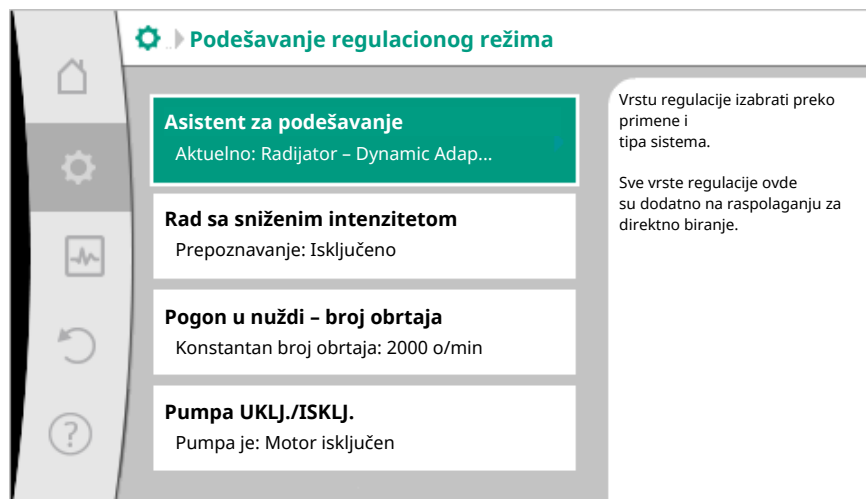 Podešavanje regulacionog režima
Asistent za podešavanje
Aktuelno: Radijator – Dynamic Adap...
Rad sa sniženim intenzitetom
Prepoznavanje: Isključeno
Pogon u nuždi – broj obrtaja
Konstantan broj obrtaja: 2000 o/min
Pumpa UKLJ./ISKLJ.
Pumpa je: Motor isključen
Vrstu regulacije izabrati preko
primene i
tipa sistema.
Sve vrste regulacije ovde
su dodatno na raspolaganju za
direktno biranje.